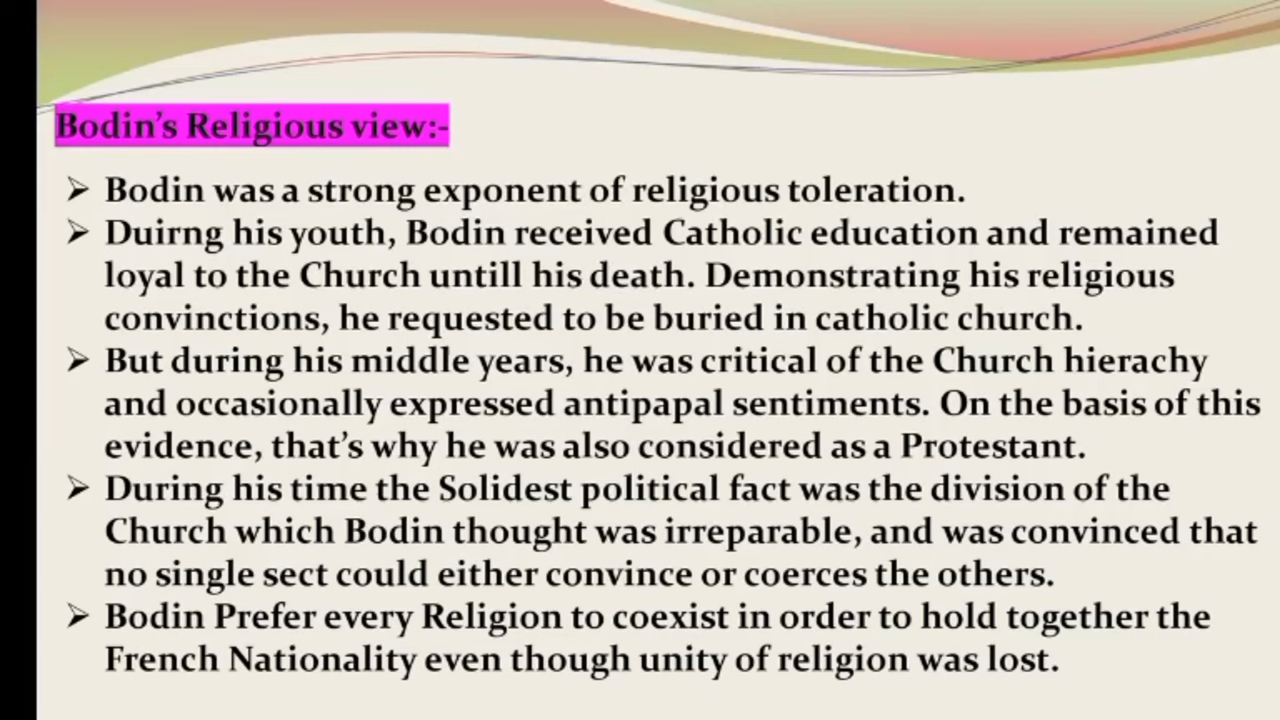 Bodin's Religious view:-
➢ Bodin was a strong exponent of religious toleration.
➢ Duirng his youth, Bodin received Catholic education and remained
loyal to the Church untill his death. Demonstrating his religious
convinctions, he requested to be buried in catholic church.
➢ But during his middle years, he was critical of the Church hierachy
and occasionally expressed antipapal sentiments. On the basis of this
evidence, that's why he was also considered as a Protestant.
➢ During his time the Solidest political fact was the division of the
Church which Bodin thought was irreparable, and was convinced that
no single sect could either convince or coerces the others.
➢ Bodin Prefer every Religion to coexist in order to hold together the
French Nationality even though unity of religion was lost.